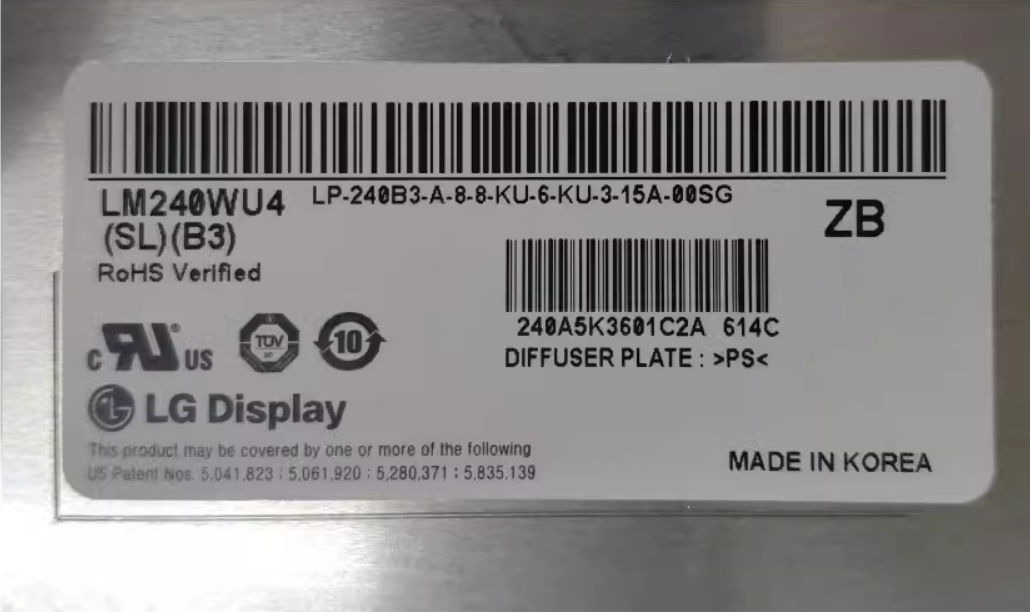 LM240WU4
(SL)(B3)
RoHS Verified
LP-240B3-A-8-8-KU-6-KU-3-15A-00SG
ZB
240A5K3601C2A 614C
DIFFUSER PLATE : >PS<
C RU ® US
TÜV
10
LG Display
This product may be covered by one or more of the following
US Patent Nos. 5,041,823 : 5,061,920 : 5,280,371 : 5,835,139
MADE IN KOREA